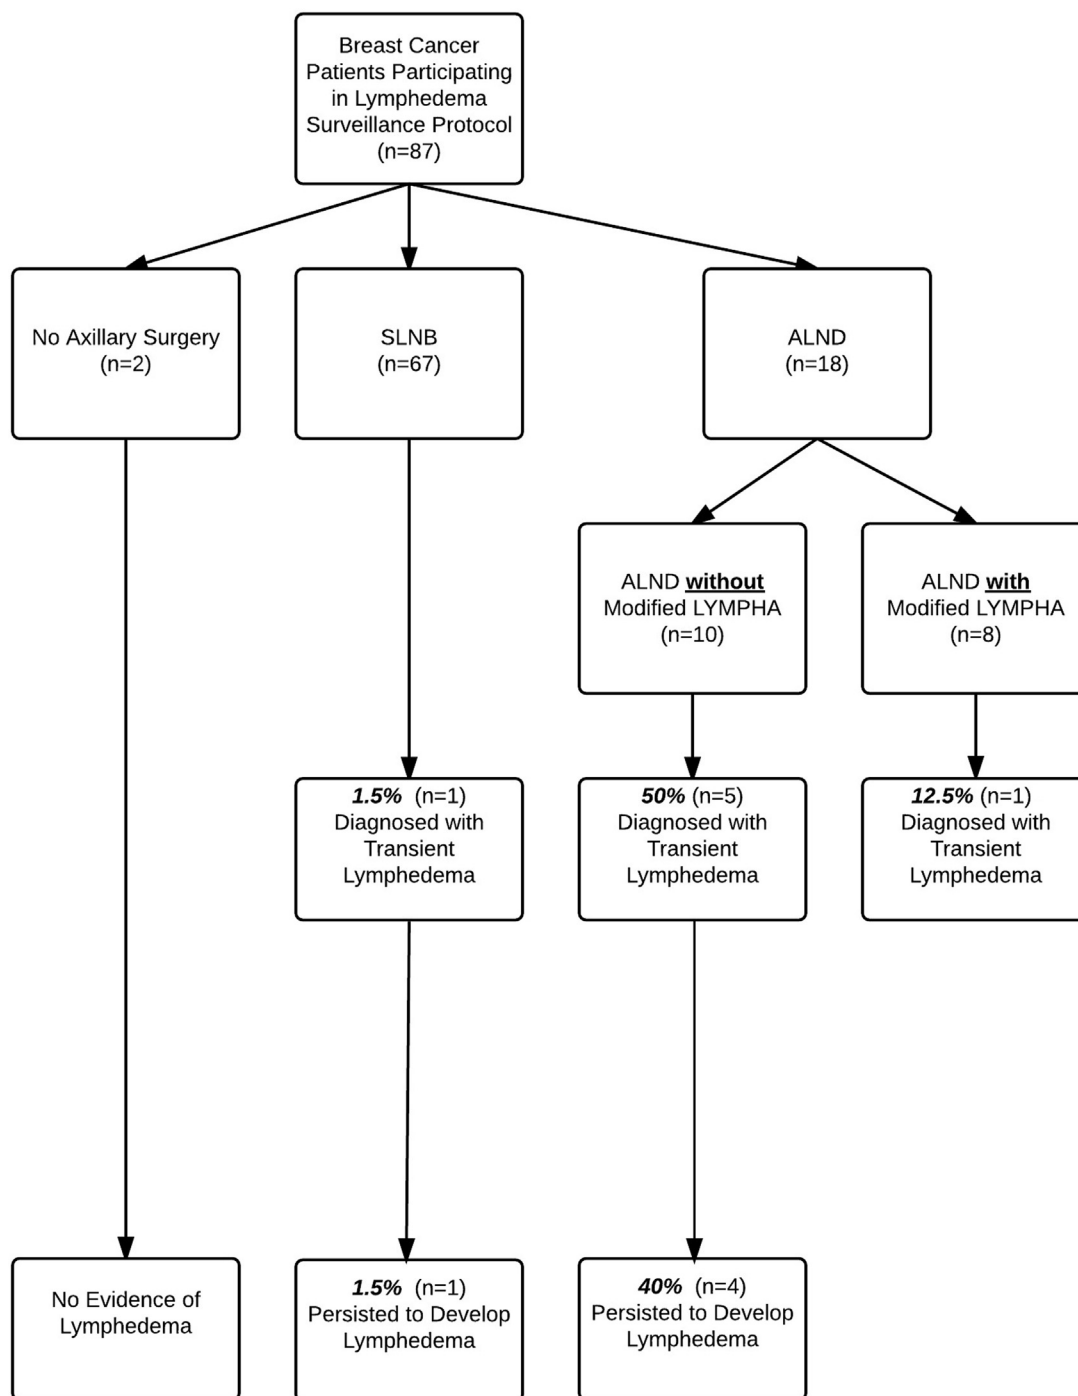 Breast Cancer
Patients Participating
in Lymphedema
Surveillance Protocol
(n=87)
No Axillary Surgery
(n=2)
SLNB
(n=67)
ALND
(n=18)
ALND without
Modified LYMPHA
(n=10)
ALND with
Modified LYMPHA
(n=8)
1.5% (n=1)
Diagnosed with
Transient
Lymphedema
50% (n=5)
Diagnosed with
Transient
Lymphedema
12.5% (n=1)
Diagnosed with
Transient
Lymphedema
No Evidence of
Lymphedema
1.5% (n=1)
Persisted to Develop
Lymphedema
40% (n=4)
Persisted to Develop
Lymphedema